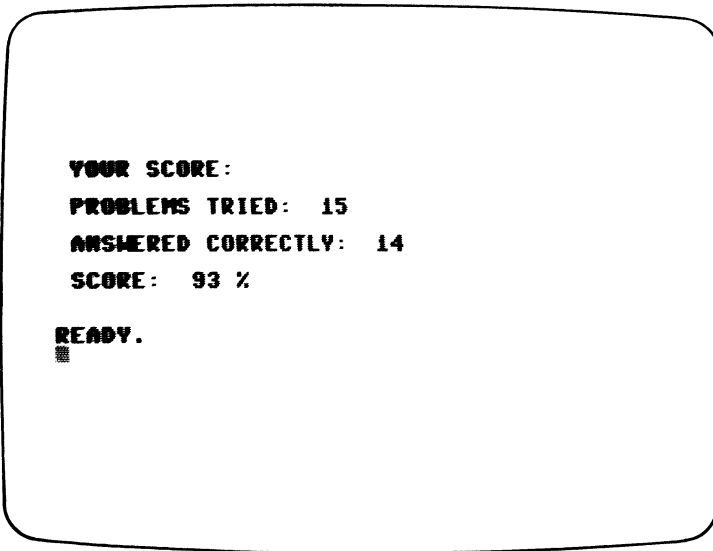 YOUR SCORE:
PROBLEMS TRIED: 15
ANSWERED CORRECTLY: 14
SCORE: 93 %
READY.